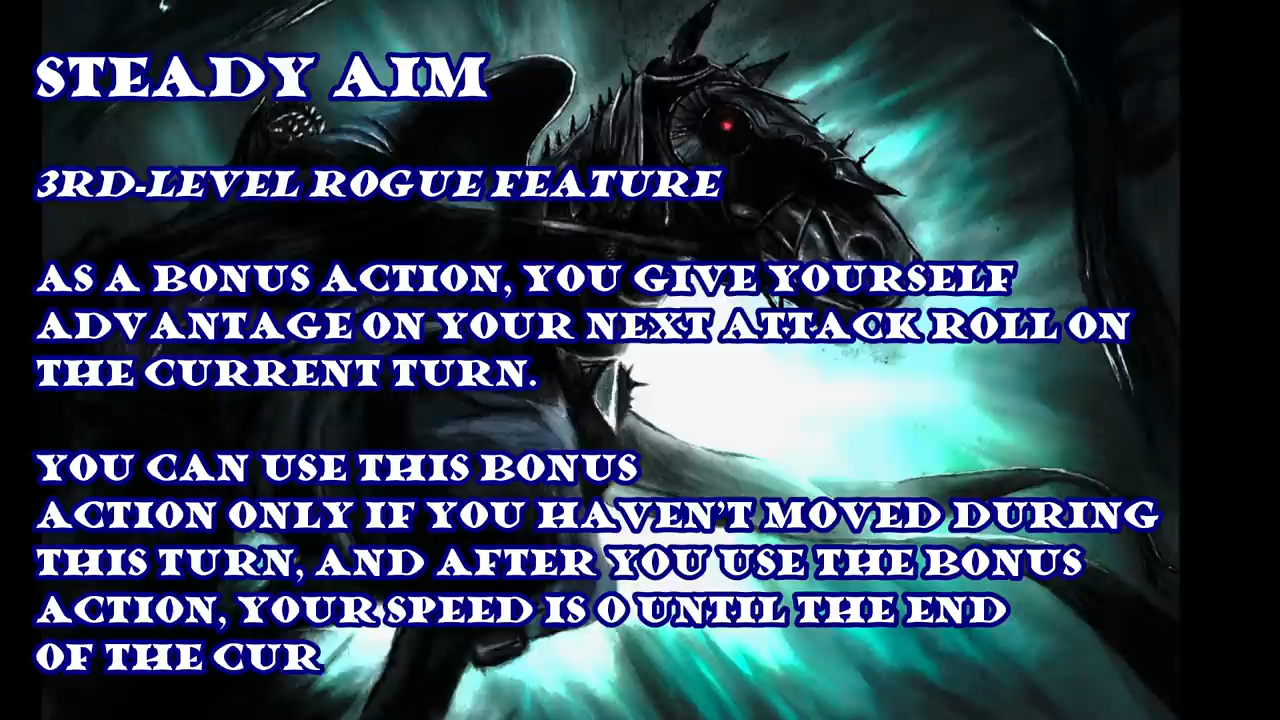 STEADY AIM
3RD-LEVEL ROGUE FEATURE
AS A BONUS ACTION, YOU GIVE YOURSELF
ADVANTAGE ON YOUR NEXT ATTACK ROLL ON
THE CURRENT TURN.
YOU CAN USE THIS BONUS
ACTION ONLY IF YOU HAVEN'T MOVED DURING
THIS TURN, AND AFTER YOU USE THE BONUS
ACTION, YOUR SPEED IS 0 UNTIL THE END
OF THE CUR